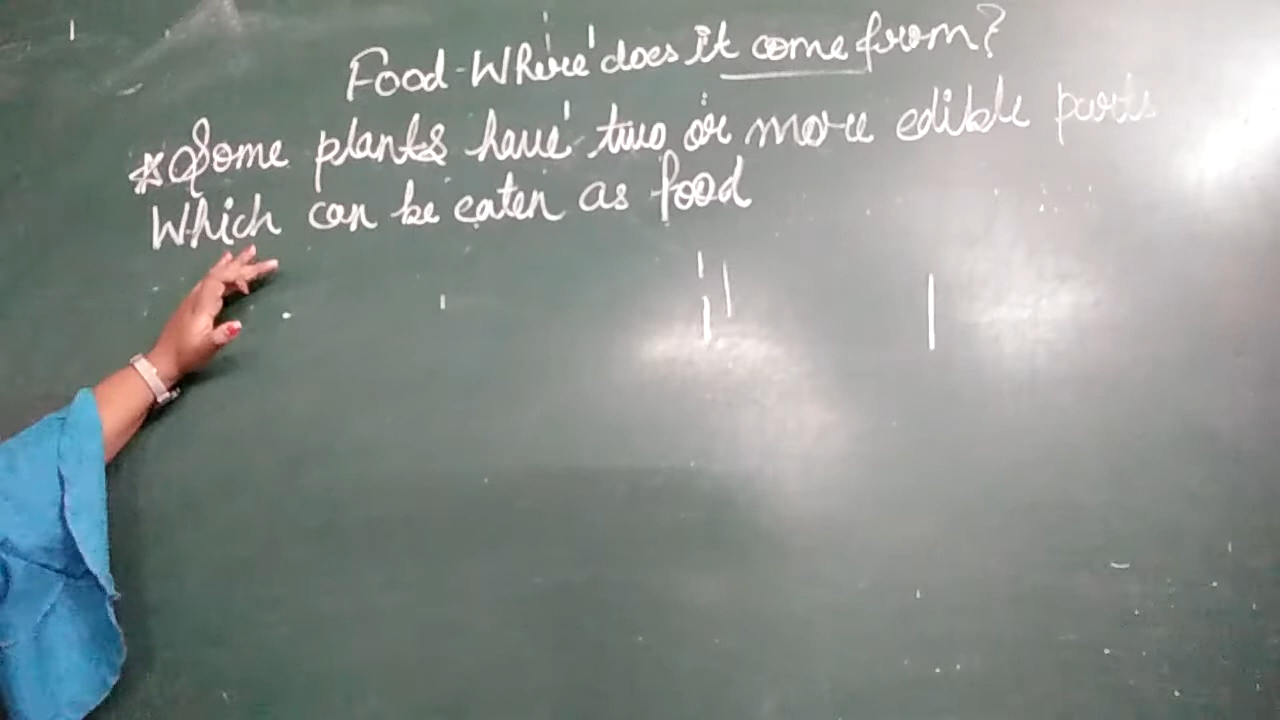 Food-Where does it come from?
*Some plants have two or more edible parts
Which can be eaten as food